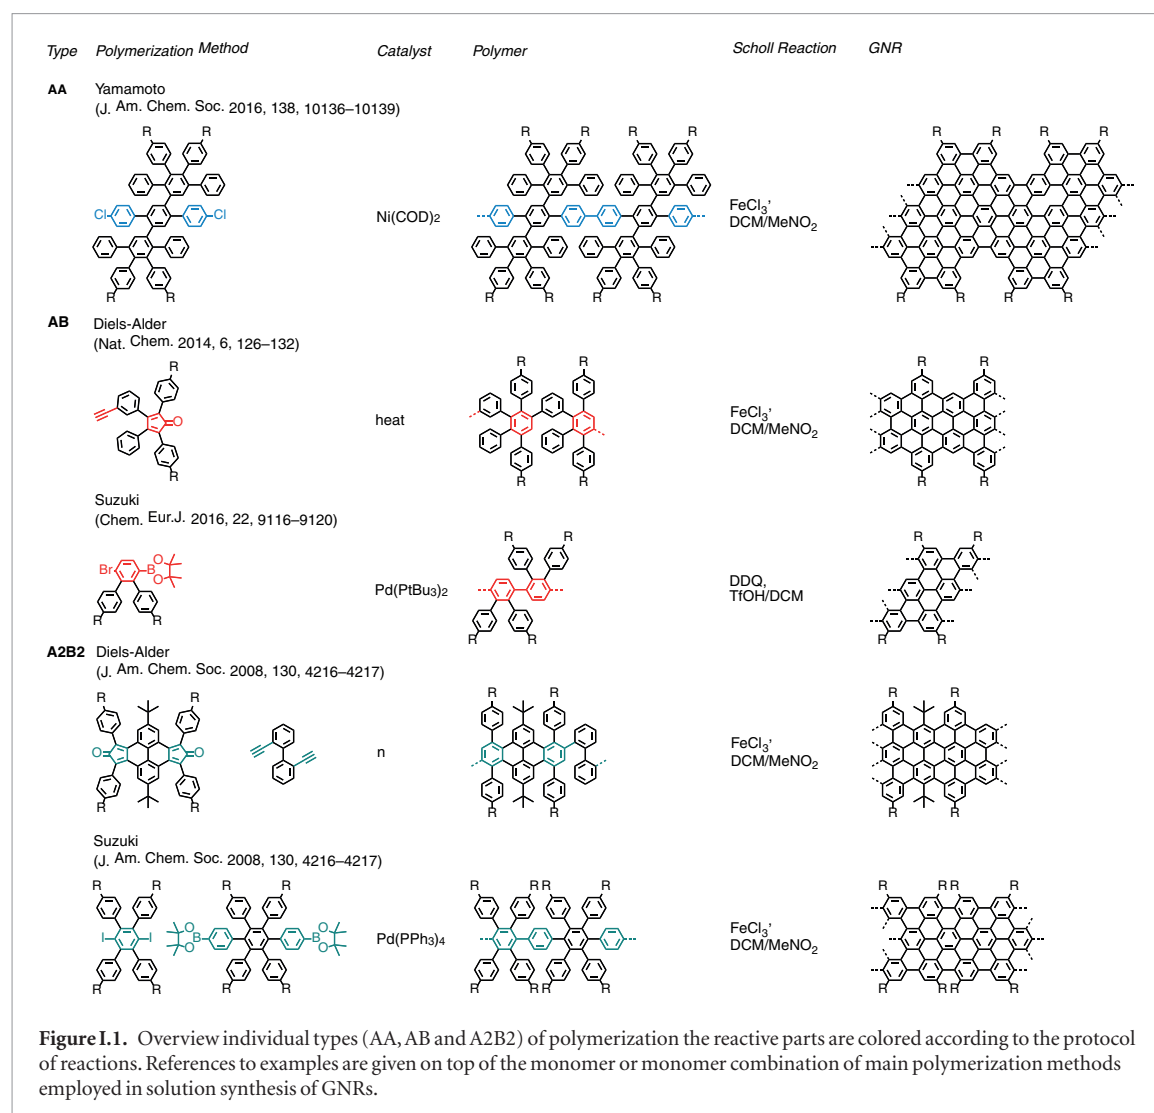 Type Polymerization Method Catalyst Polymer Scholl Reaction GNR
AA Yamamoto
(J. Am. Chem. Soc. 2016, 138, 10136–10139)
R R R R R R R R R R
Cl Cl Ni(COD)2 FeCl3,
DCM/MeNO2
R R R R R R R R R R
AB Diels-Alder
(Nat. Chem. 2014, 6, 126–132)
R R R R R
O heat FeCl3,
DCM/MeNO2
R R R R R
Suzuki
(Chem. Eur.J. 2016, 22, 9116–9120)
R R R R
Br B O O Pd(PtBu3)2 DDQ,
TfOH/DCM
R R R R R R
A2B2 Diels-Alder
(J. Am. Chem. Soc. 2008, 130, 4216–4217)
R R R R R
O O n FeCl3,
DCM/MeNO2
R R R R R
Suzuki
(J. Am. Chem. Soc. 2008, 130, 4216–4217)
R R R R R R R R R R R R
I I O B O O B O Pd(PPh3)4 FeCl3,
DCM/MeNO2
R R R R R R R R R R R R
Figure I.1. Overview individual types (AA, AB and A2B2) of polymerization the reactive parts are colored according to the protocol
of reactions. References to examples are given on top of the monomer or monomer combination of main polymerization methods
employed in solution synthesis of GNRs.